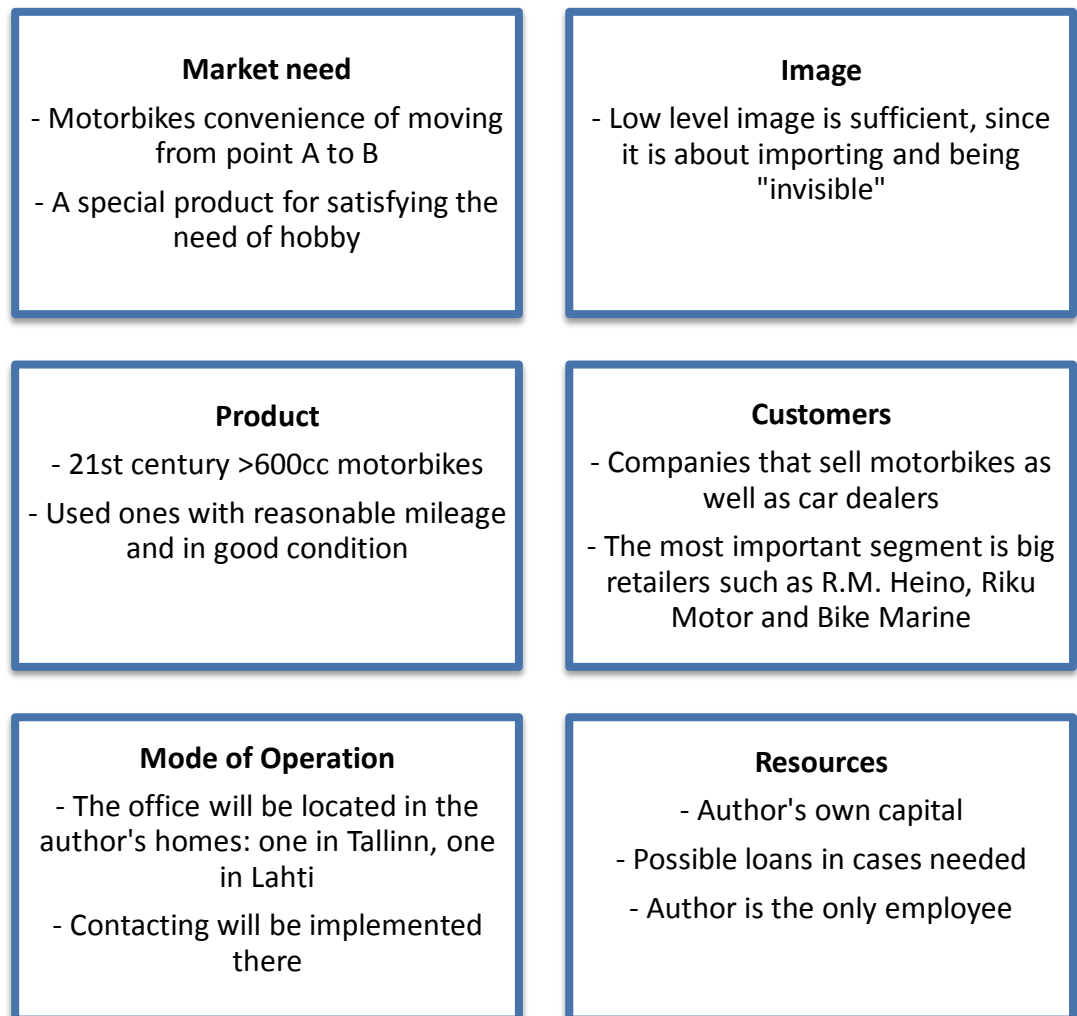 Market need
- Motorbikes convenience of moving
from point A to B
- A special product for satisfying the
need of hobby
Image
- Low level image is sufficient, since
it is about importing and being
"invisible"
Product
- 21st century >600cc motorbikes
- Used ones with reasonable mileage
and in good condition
Customers
- Companies that sell motorbikes as
well as car dealers
- The most important segment is big
retailers such as R.M. Heino, Riku
Motor and Bike Marine
Mode of Operation
- The office will be located in the
author's homes: one in Tallinn, one
in Lahti
- Contacting will be implemented
there
Resources
- Author's own capital
- Possible loans in cases needed
- Author is the only employee